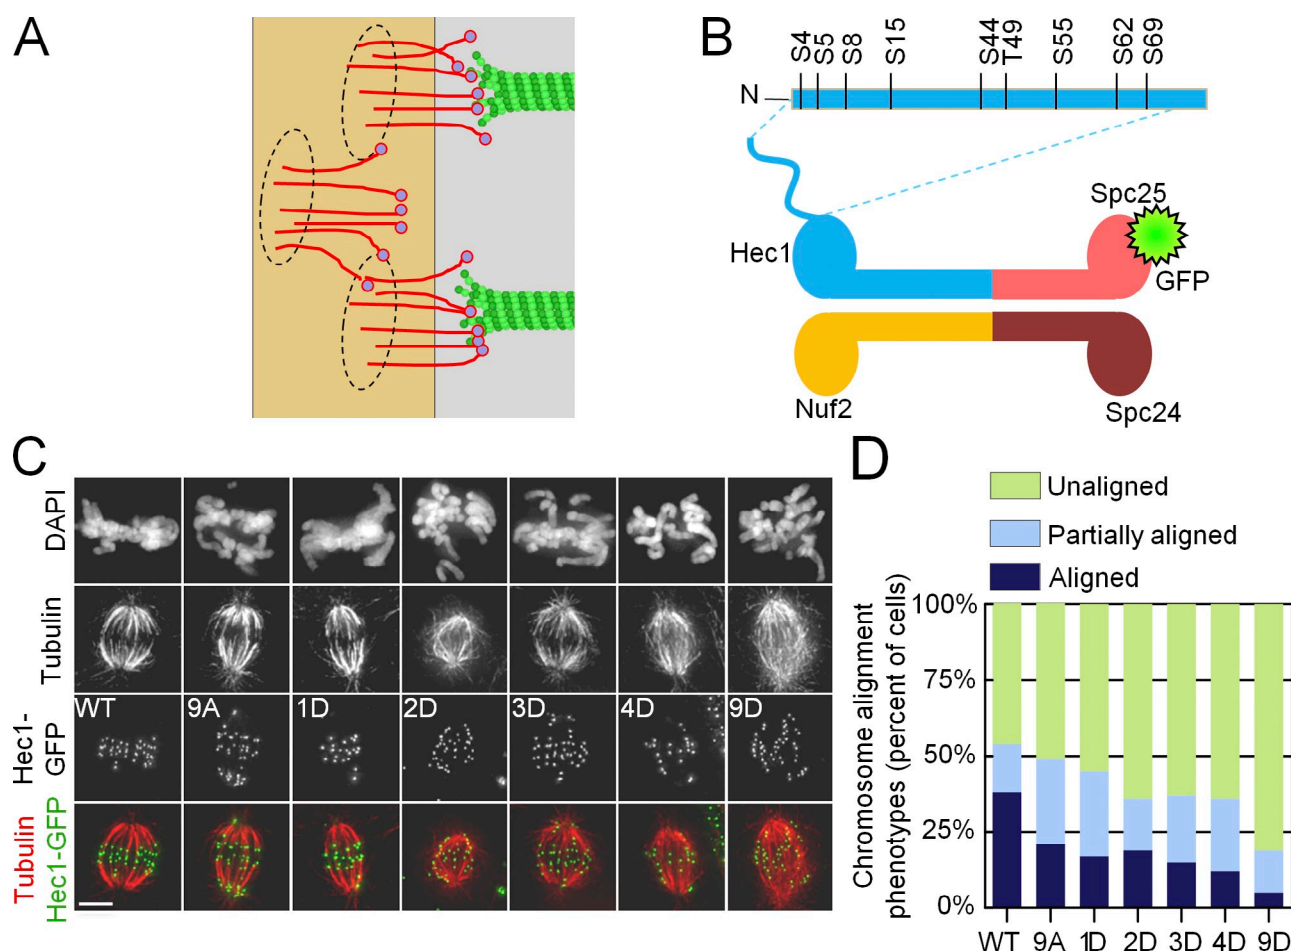 A
B
S4
S5
S8
S15
S44
T49
S55
S62
S69
N
Spc25
Hec1
GFP
Nuf2
Spc24
C
DAPI
Tubulin
Hec1-
GFP
WT
9A
1D
2D
3D
4D
9D
Tubulin
Hec1-GFP
D
Unaligned
Partially aligned
Aligned
Chromosome alignment
phenotypes (percent of cells)
100%
75%
50%
25%
0%
WT 9A 1D 2D 3D 4D 9D